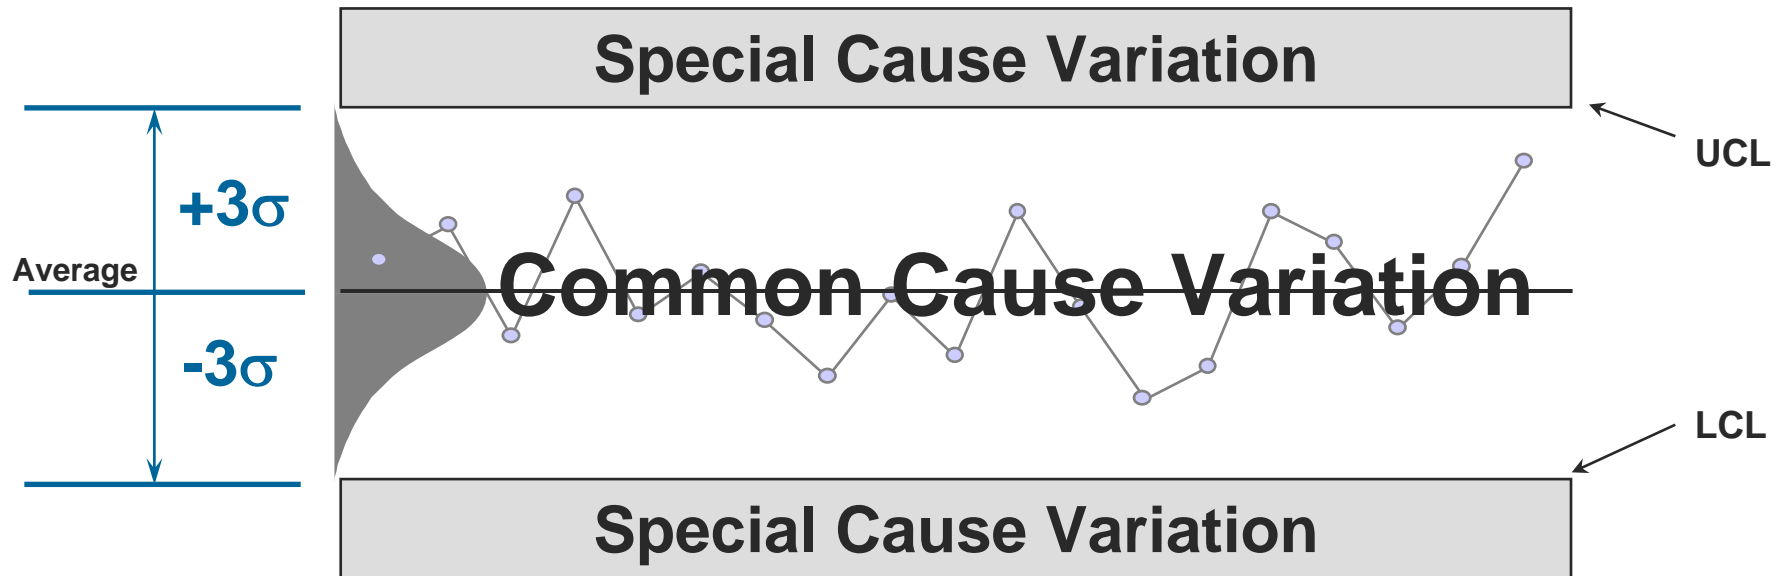 Special Cause Variation
UCL
+3σ
Average
Common Cause Variation
-3σ
LCL
Special Cause Variation